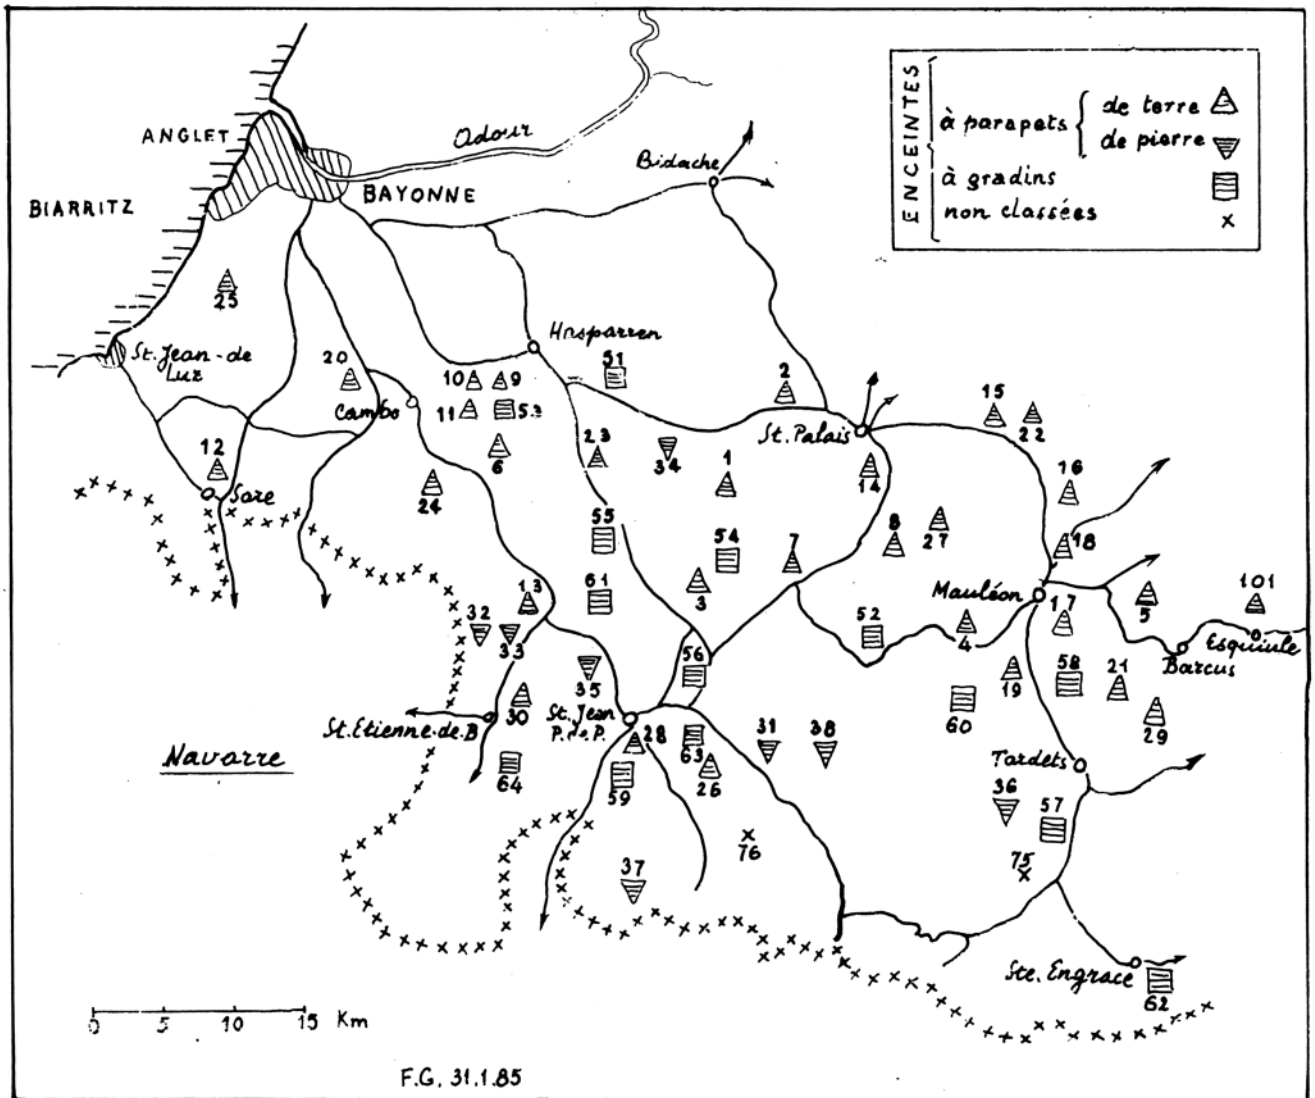 ENCEINTES
à parapets
de terre
de pierre
à gradins
non classées
ANGLET
Adour
Bidache
BIARRITZ
BAYONNE
25
Hasparren
St. Jean-de
Luz
20
51
2
10
9
15
22
Cambo
11
53
St. Palais
12
6
23
34
1
14
16
Sare
24
55
54
7
8
27
18
13
61
3
Mauléon
17
5
101
32
33
52
4
Esquiule
Barcus
35
56
19
58
21
60
29
30
St. Etienne-de-B
St. Jean
P.de.P.
28
63
31
38
Navarre
64
59
26
Tardets
36
57
76
75
37
Ste. Engrace
62
0 5 10 15 Km
F.G. 31.1.85